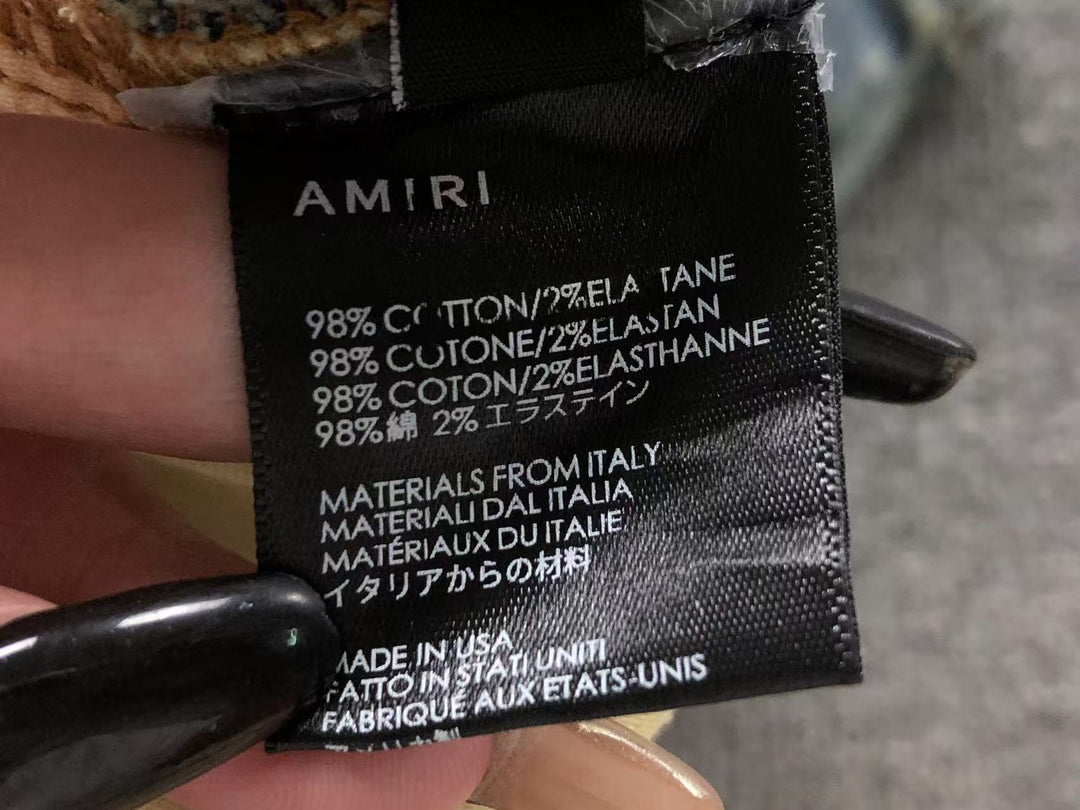 AMIRI
98% COTTON/2%ELASTANE
98% COTONE/2%ELASTAN
98% COTON/2%ELASTHANNE
98%綿 2%エラステイン
MATERIALS FROM ITALY
MATERIALI DAL ITALIA
MATÉRIAUX DU ITALIE
イタリアからの材料
MADE IN USA
FATTO IN STATI UNITI
FABRIQUÉ AUX ETATS-UNIS